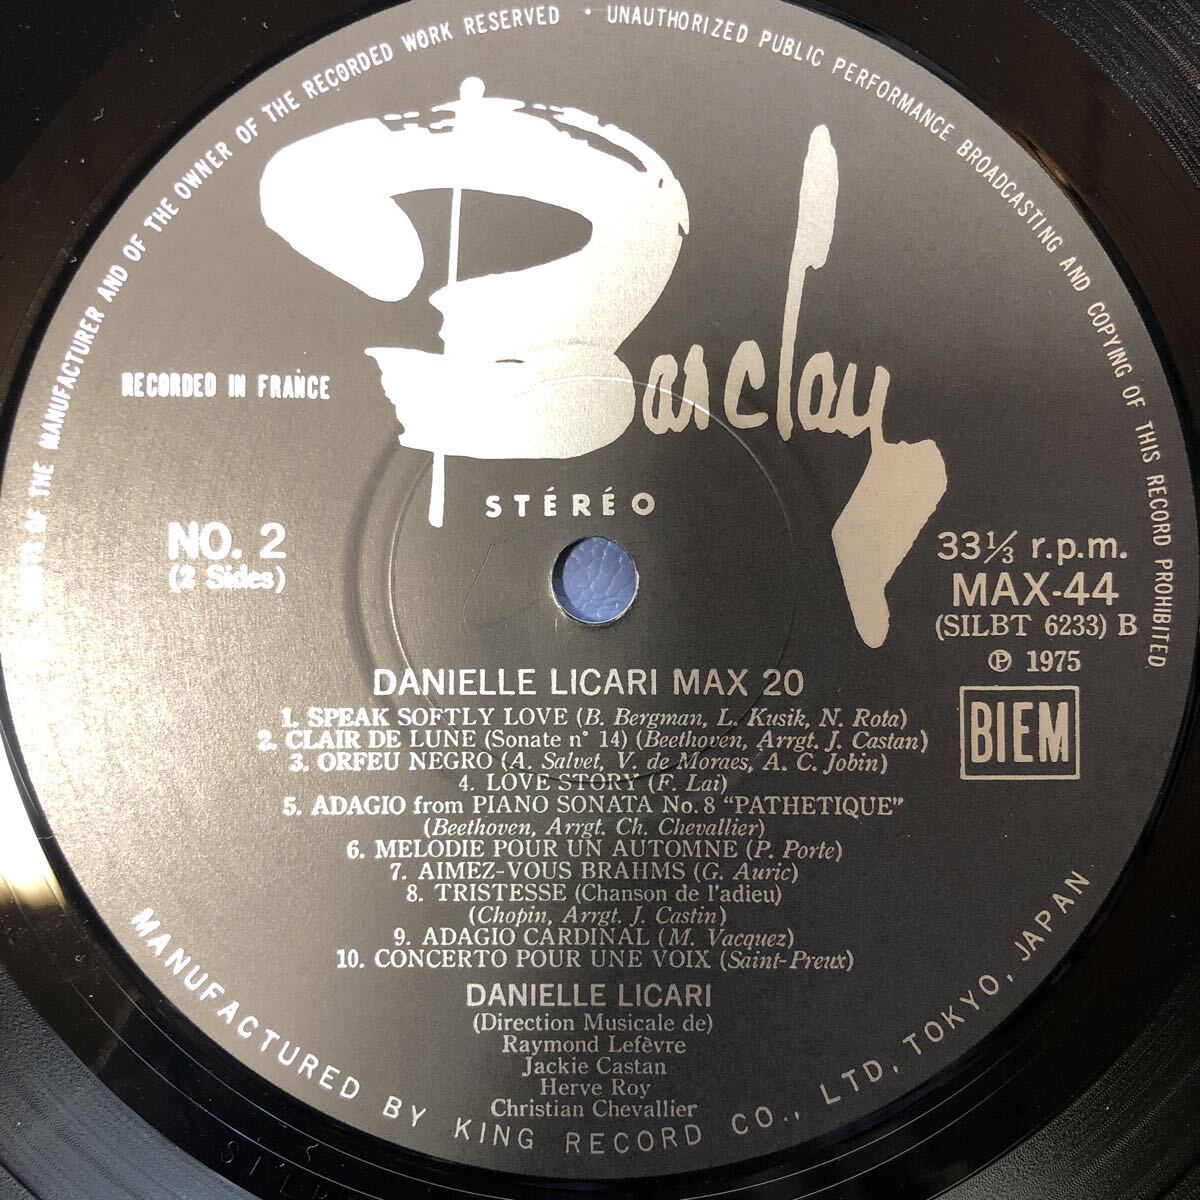 OF THE MANUFACTURER AND OF THE OWNER OF THE RECORDED WORK RESERVED • UNAUTHORIZED PUBLIC PERFORMANCE BROADCASTING AND COPYING OF THIS RECORD PROHIBITED
Barclay
RECORDED IN FRANCE
STÉRÉO
NO. 2
(2 Sides)
33⅓ r.p.m.
MAX-44
(SILBT 6233) B
℗ 1975
BIEM
DANIELLE LICARI MAX 20
1. SPEAK SOFTLY LOVE (B. Bergman, L. Kusik, N. Rota)
2. CLAIR DE LUNE (Sonate n° 14) (Beethoven, Arrgt. J. Castan)
3. ORFEU NEGRO (A. Salvet, V. de Moraes, A. C. Jobin)
4. LOVE STORY (F. Lai)
5. ADAGIO from PIANO SONATA No. 8 "PATHETIQUE"
(Beethoven, Arrgt. Ch. Chevallier)
6. MELODIE POUR UN AUTOMNE (P. Porte)
7. AIMEZ-VOUS BRAHMS (G. Auric)
8. TRISTESSE (Chanson de l'adieu)
(Chopin, Arrgt. J. Castin)
9. ADAGIO CARDINAL (M. Vacquez)
10. CONCERTO POUR UNE VOIX (Saint-Preux)
DANIELLE LICARI
(Direction Musicale de)
Raymond Lefèvre
Jackie Castan
Herve Roy
Christian Chevallier
MANUFACTURED BY KING RECORD CO., LTD, TOKYO, JAPAN